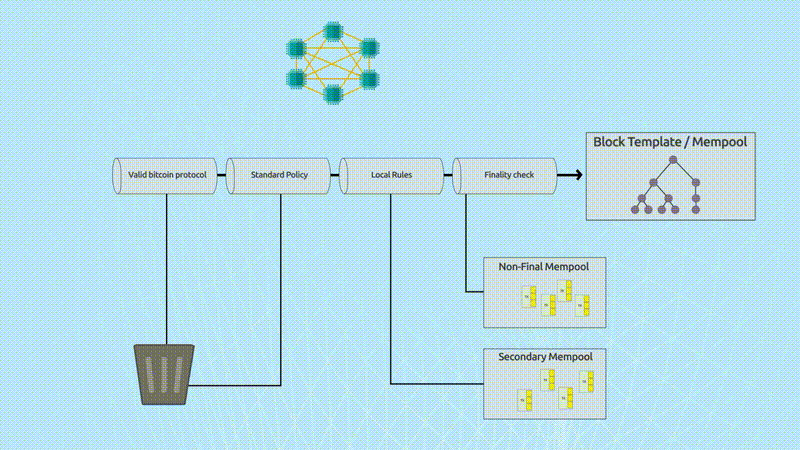 Block Template / Mempool
Valid bitcoin protocol
Standard Policy
Local Rules
Finality check
Non-Final Mempool
Secondary Mempool